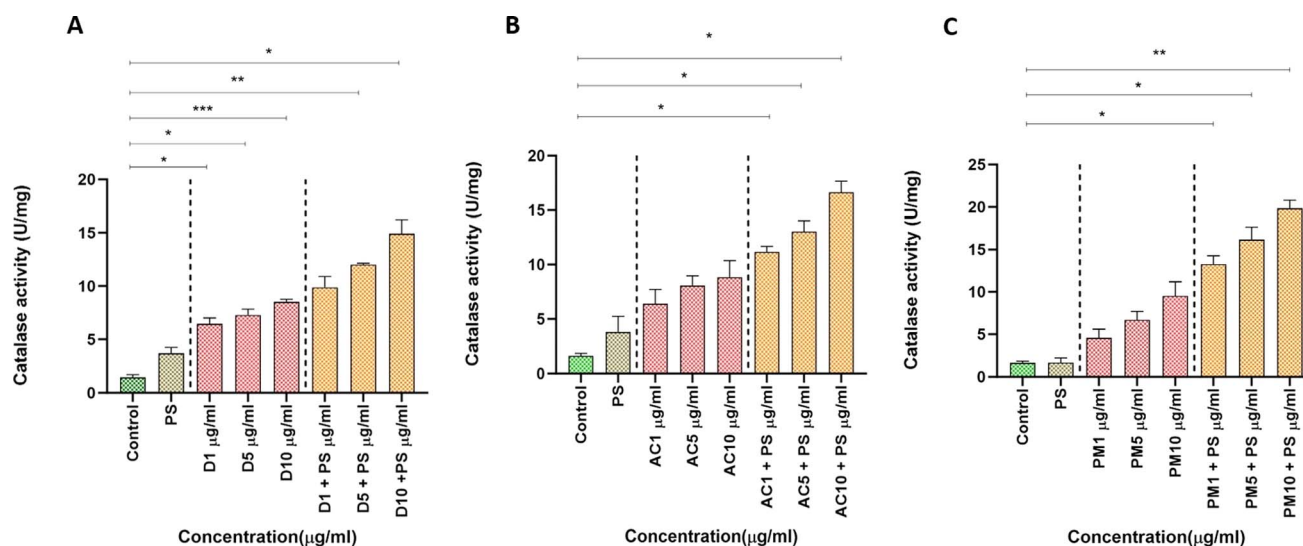 A
*
**
***
*
*
Catalase activity (U/mg)
20
15
10
5
0
Control
PS
D1 µg/ml
D5 µg/ml
D10 µg/ml
D1 + PS µg/ml
D5 + PS µg/ml
D10 +PS µg/ml
Concentration(µg/ml)
B
*
*
*
Catalase activity (U/mg)
20
15
10
5
0
Control
PS
AC1 µg/ml
AC5 µg/ml
AC10 µg/ml
AC1 + PS µg/ml
AC5 + PS µg/ml
AC10 +PS µg/ml
Concentration(µg/ml)
C
**
*
*
Catalase activity (U/mg)
25
20
15
10
5
0
Control
PS
PM1 µg/ml
PM5 µg/ml
PM10 µg/ml
PM1 + PS µg/ml
PM5 + PS µg/ml
PM10 + PS µg/ml
Concentration(µg/ml)